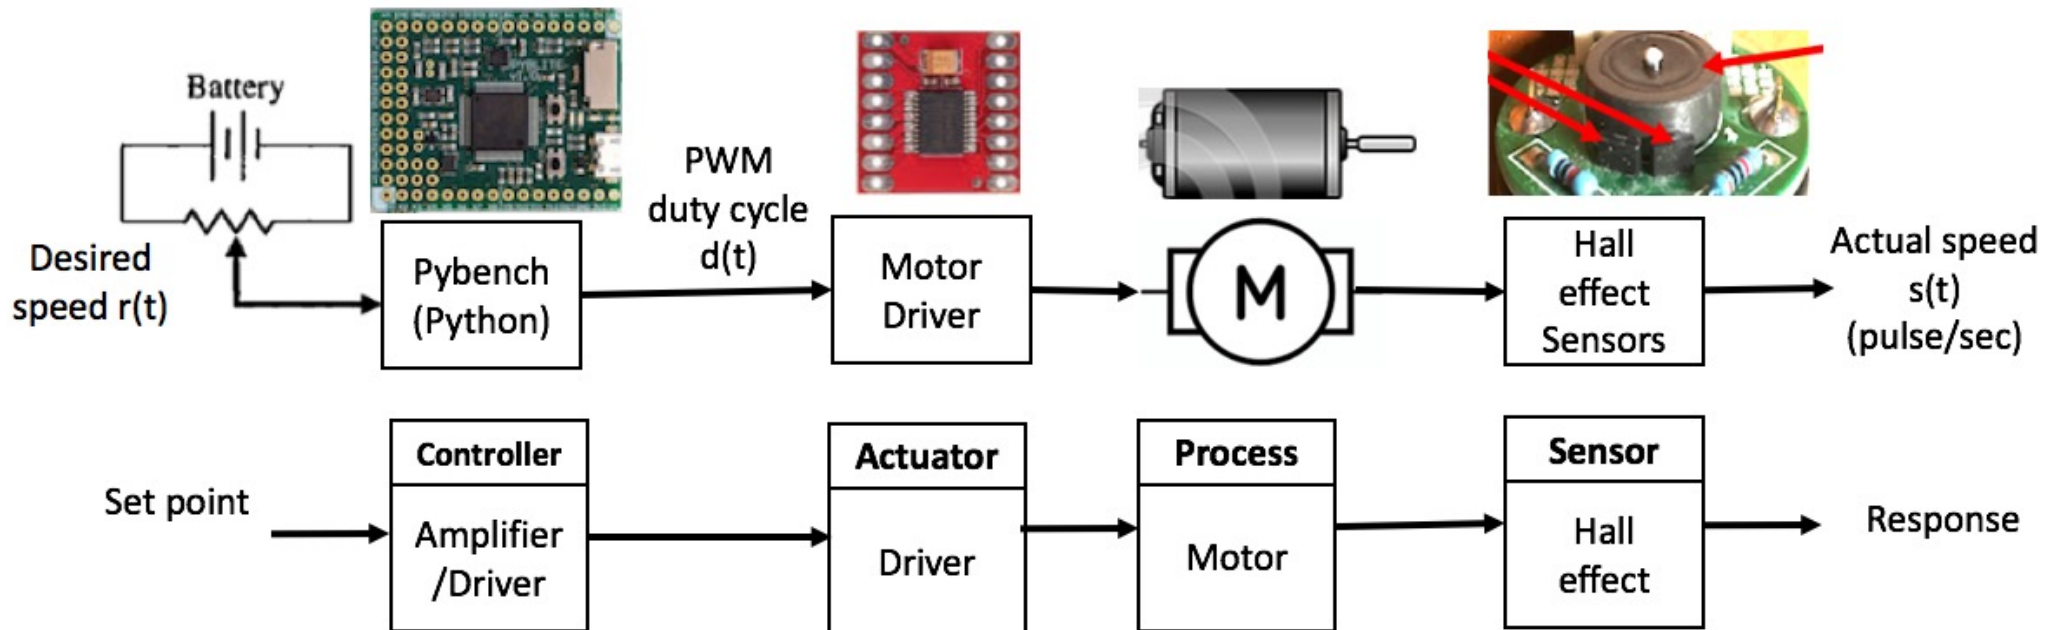 Battery
Desired
speed r(t)
Pybench
(Python)
PWM
duty cycle
d(t)
Motor
Driver
M
Hall
effect
Sensors
Actual speed
s(t)
(pulse/sec)
Set point
Controller
Amplifier
/Driver
Actuator
Driver
Process
Motor
Sensor
Hall
effect
Response